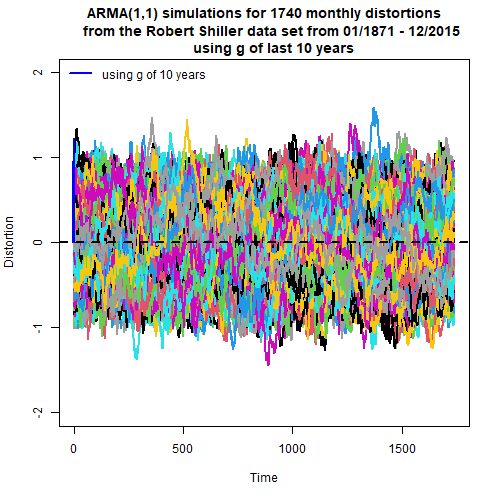 ARMA(1,1) simulations for 1740 monthly distortions
from the Robert Shiller data set from 01/1871 - 12/2015
using g of last 10 years
using g of 10 years
Distortion
2
1
0
-1
-2
0 500 1000 1500
Time